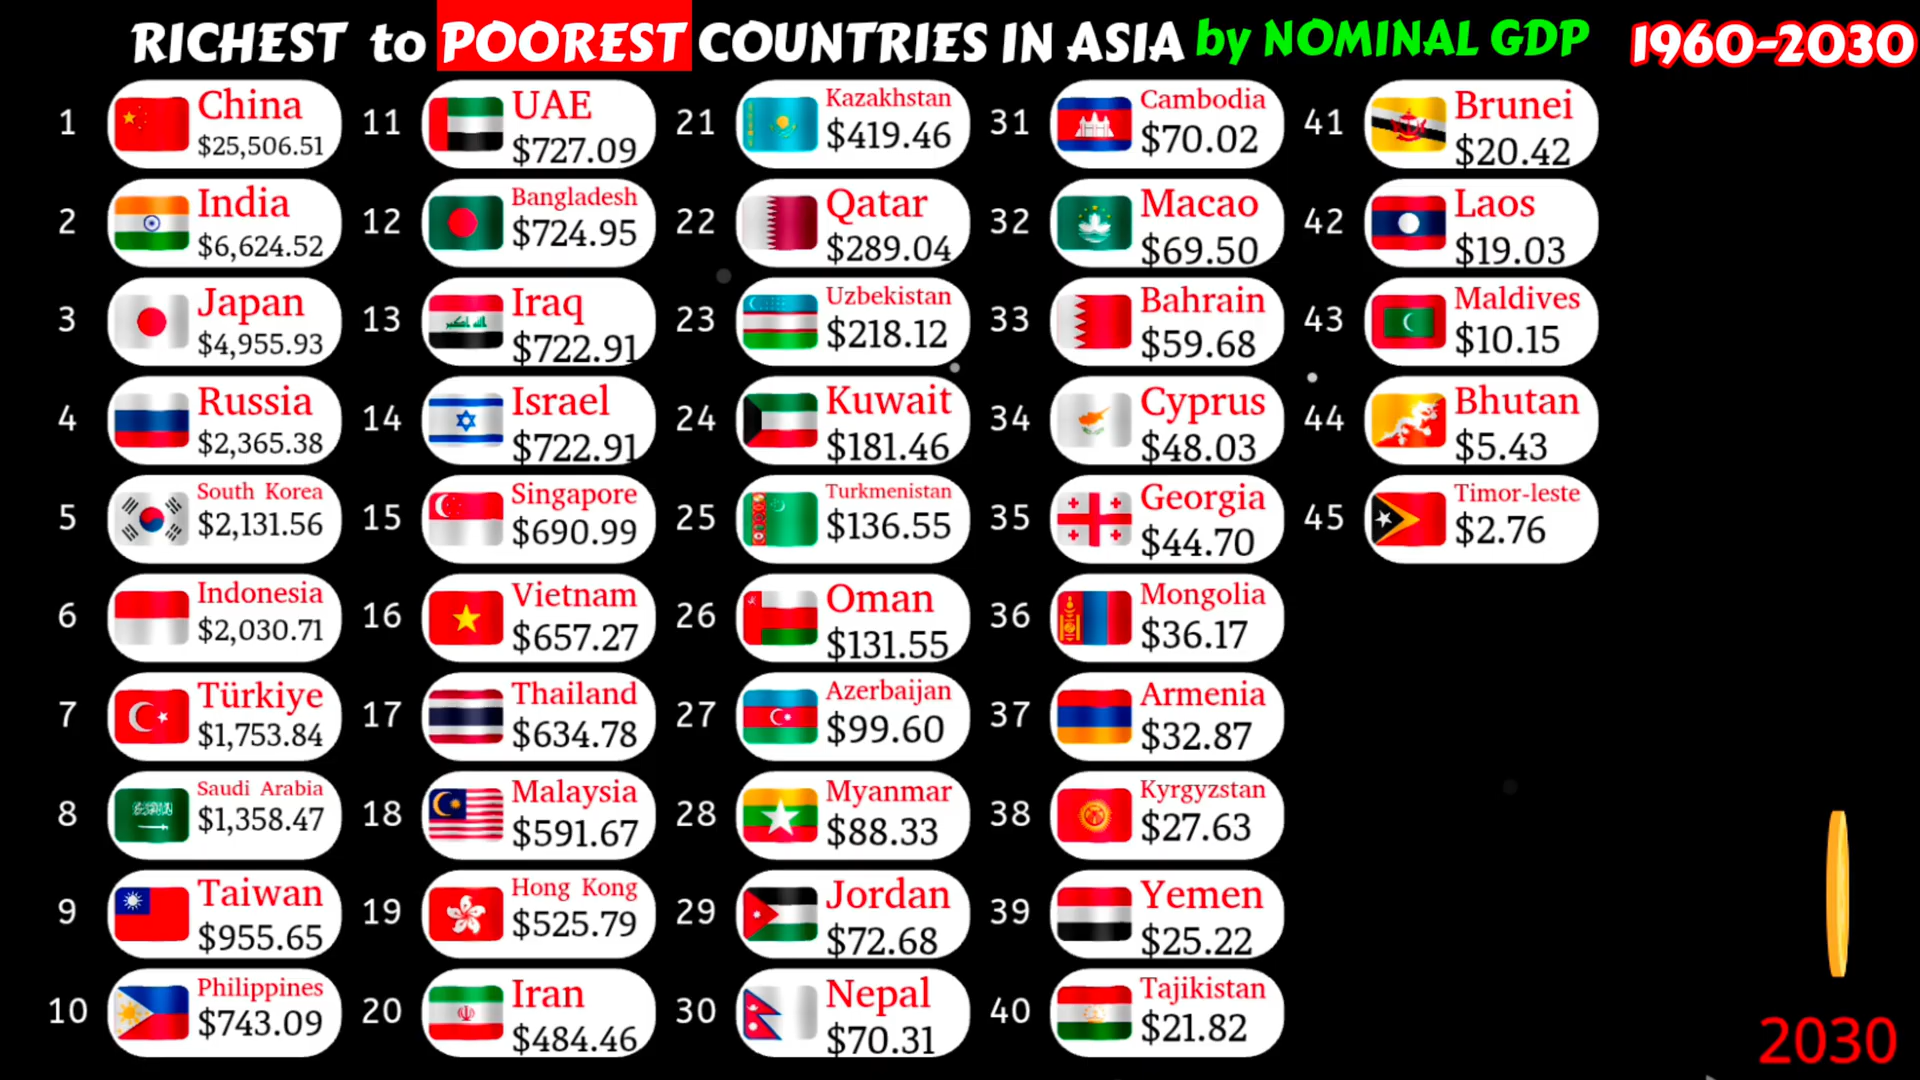 RICHEST to POOREST COUNTRIES IN ASIA by NOMINAL GDP 1960-2030
1 China
$25,506.51
2 India
$6,624.52
3 Japan
$4,955.93
4 Russia
$2,365.38
5 South Korea
$2,131.56
6 Indonesia
$2,030.71
7 Türkiye
$1,753.84
8 Saudi Arabia
$1,358.47
9 Taiwan
$955.65
10 Philippines
$743.09
11 UAE
$727.09
12 Bangladesh
$724.95
13 Iraq
$722.91
14 Israel
$722.91
15 Singapore
$690.99
16 Vietnam
$657.27
17 Thailand
$634.78
18 Malaysia
$591.67
19 Hong Kong
$525.79
20 Iran
$484.46
21 Kazakhstan
$419.46
22 Qatar
$289.04
23 Uzbekistan
$218.12
24 Kuwait
$181.46
25 Turkmenistan
$136.55
26 Oman
$131.55
27 Azerbaijan
$99.60
28 Myanmar
$88.33
29 Jordan
$72.68
30 Nepal
$70.31
31 Cambodia
$70.02
32 Macao
$69.50
33 Bahrain
$59.68
34 Cyprus
$48.03
35 Georgia
$44.70
36 Mongolia
$36.17
37 Armenia
$32.87
38 Kyrgyzstan
$27.63
39 Yemen
$25.22
40 Tajikistan
$21.82
41 Brunei
$20.42
42 Laos
$19.03
43 Maldives
$10.15
44 Bhutan
$5.43
45 Timor-leste
$2.76
2030